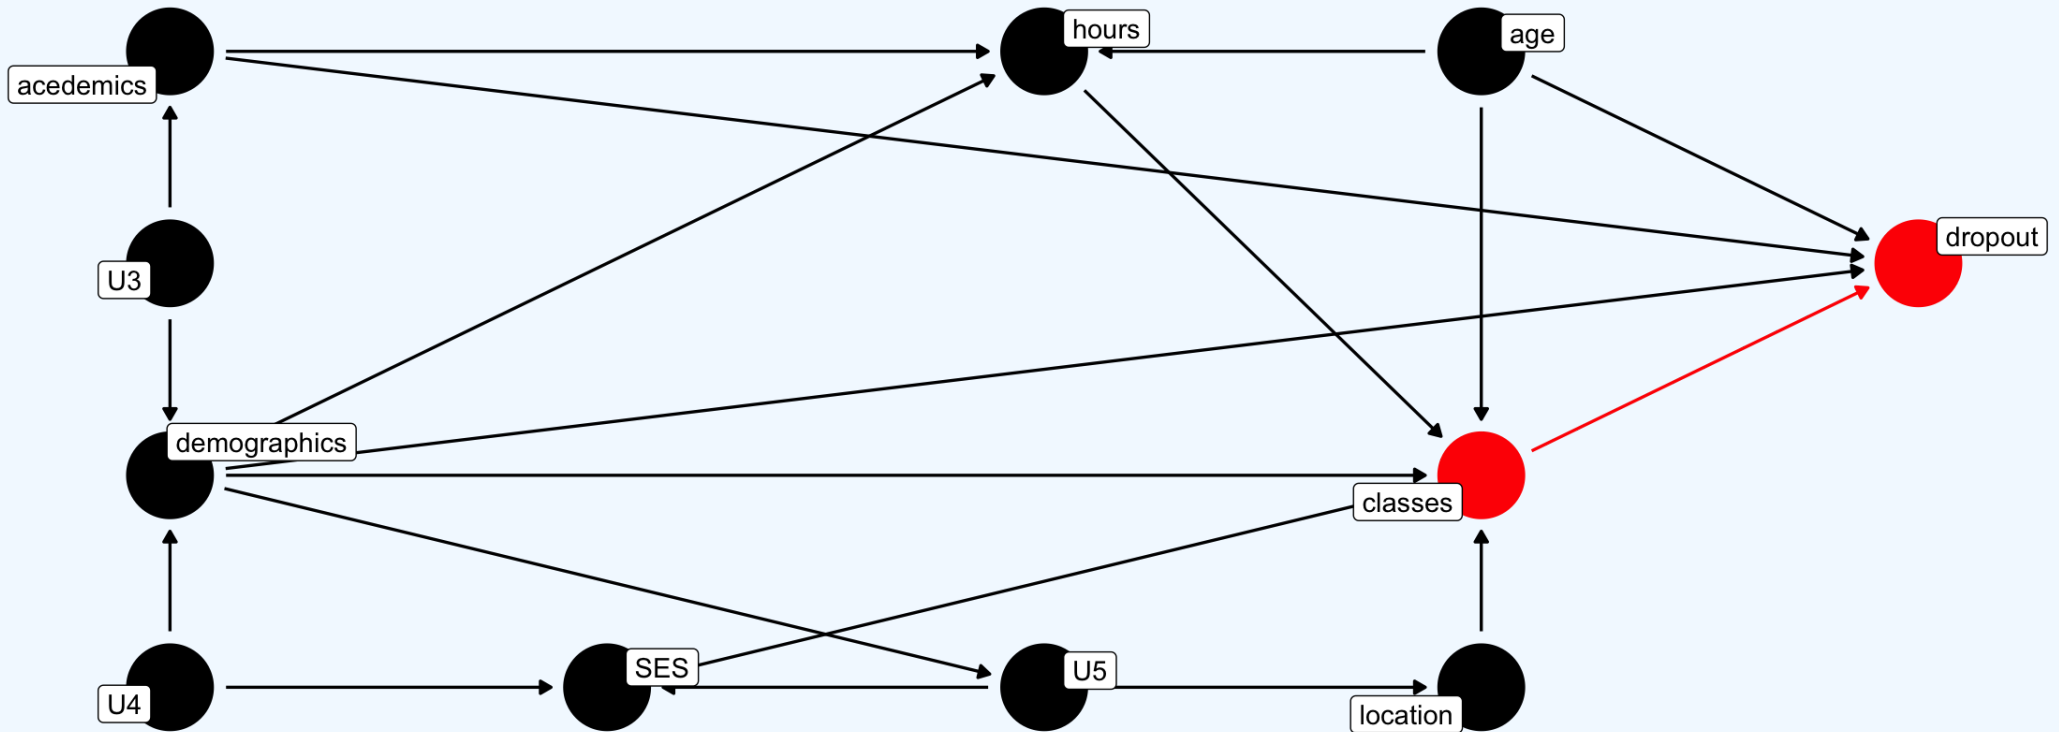 hours
age
acedemics
dropout
U3
demographics
classes
SES
U5
U4
location